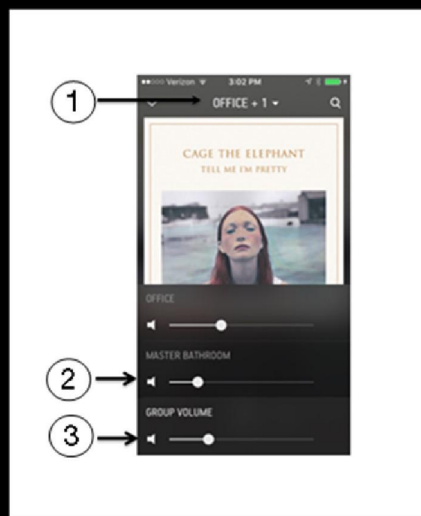 Verizon 3:02 PM
1
OFFICE + 1
CAGE THE ELEPHANT
TELL ME I'M PRETTY
OFFICE
MASTER BATHROOM
2
GROUP VOLUME
3